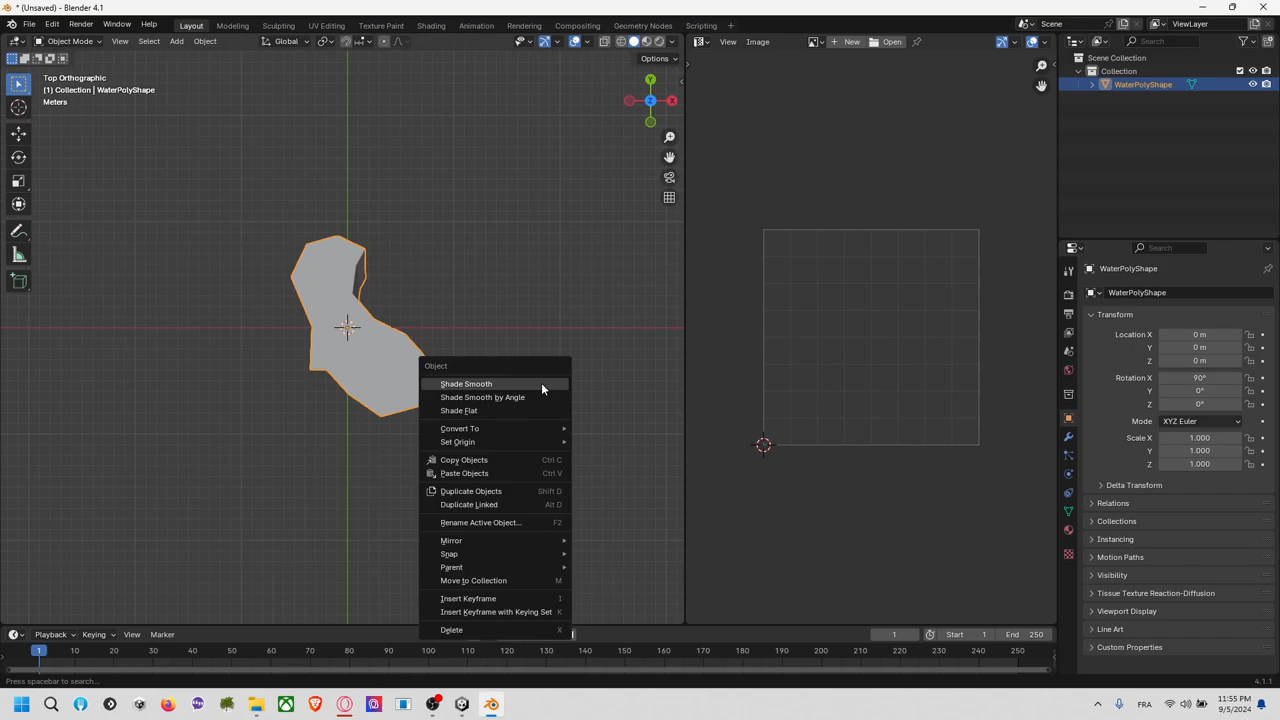 * (Unsaved) - Blender 4.1
File Edit Render Window Help
Layout Modeling Sculpting UV Editing Texture Paint Shading Animation Rendering Compositing Geometry Nodes Scripting +
Scene ViewLayer
Object Mode View Select Add Object Global
View Image + New Open
Search
Options
Top Orthographic
(1) Collection | WaterPolyShape
Meters
Y
Z
X
Scene Collection
Collection
WaterPolyShape
Object
Shade Smooth
Shade Smooth by Angle
Shade Flat
Convert To
Set Origin
Copy Objects Ctrl C
Paste Objects Ctrl V
Duplicate Objects Shift D
Duplicate Linked Alt D
Rename Active Object... F2
Mirror
Snap
Parent
Move to Collection M
Insert Keyframe I
Insert Keyframe with Keying Set K
Delete X
Search
WaterPolyShape
WaterPolyShape
Transform
Location X 0 m
Y 0 m
Z 0 m
Rotation X 90°
Y 0°
Z 0°
Mode XYZ Euler
Scale X 1.000
Y 1.000
Z 1.000
Delta Transform
Relations
Collections
Instancing
Motion Paths
Visibility
Tissue Texture Reaction-Diffusion
Viewport Display
Line Art
Custom Properties
Playback Keying View Marker
1 Start 1 End 250
1 10 20 30 40 50 60 70 80 90 100 110 120 130 140 150 160 170 180 190 200 210 220 230 240 250
Press spacebar to search...
4.1.1
11:55 PM
9/5/2024